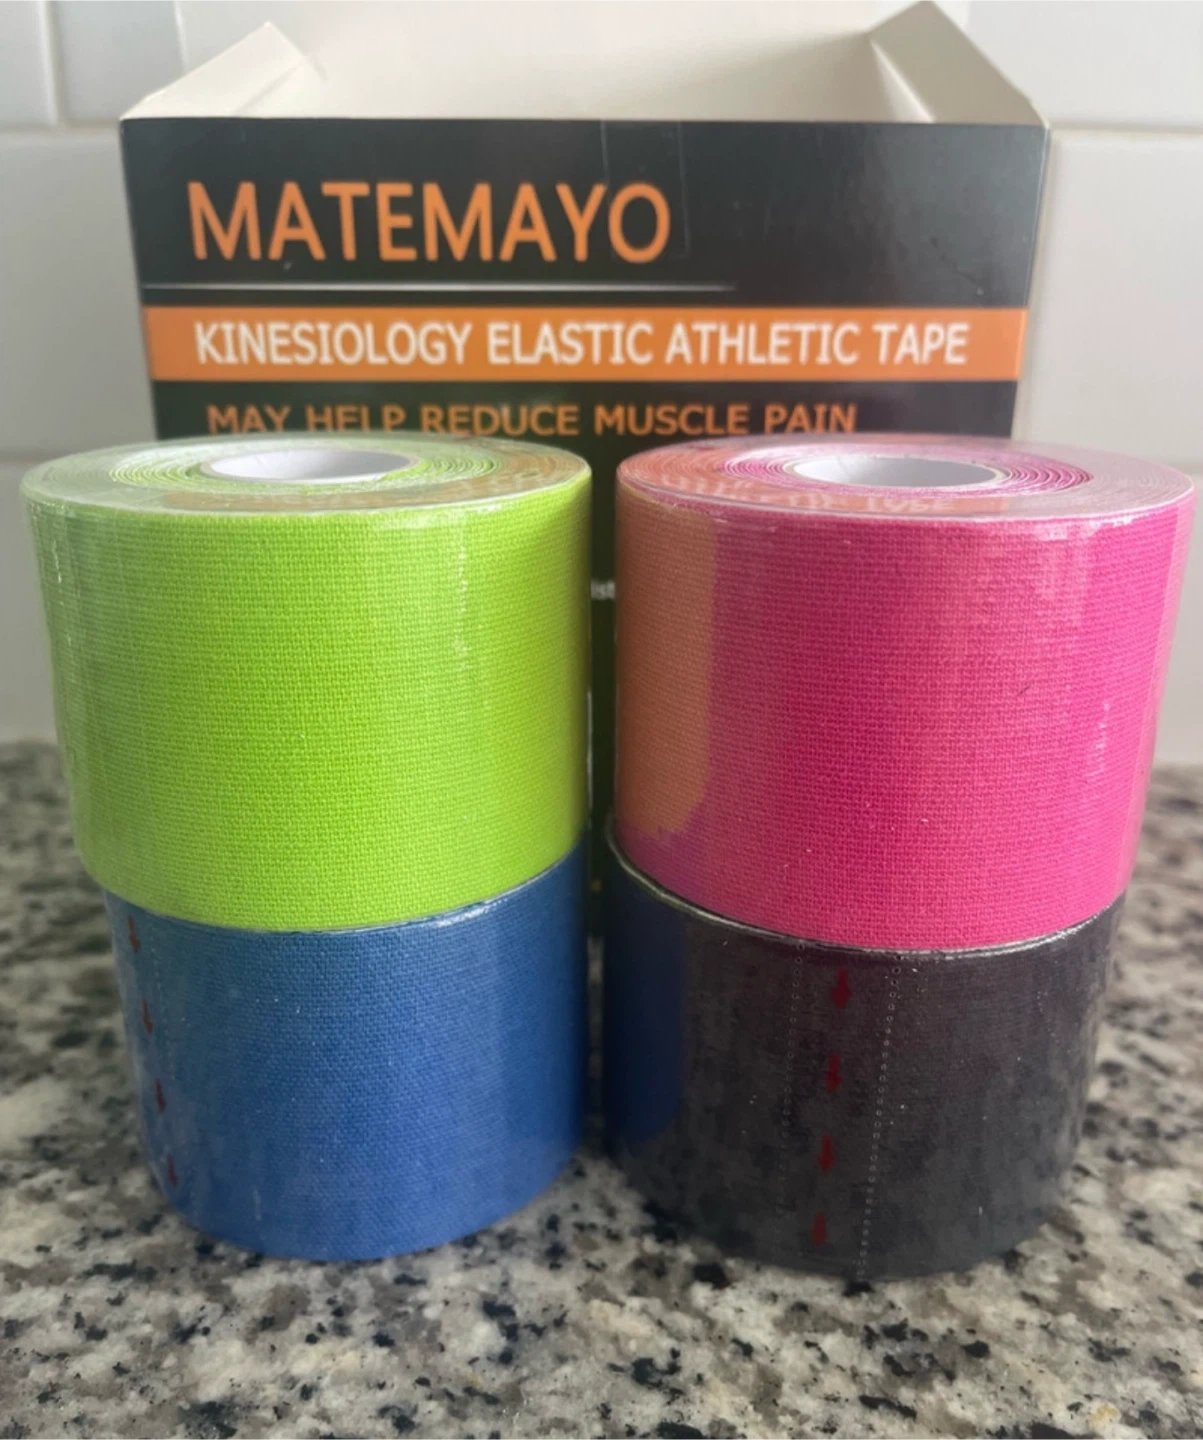 MATEMAYO
KINESIOLOGY ELASTIC ATHLETIC TAPE
MAY HELP REDUCE MUSCLE PAIN